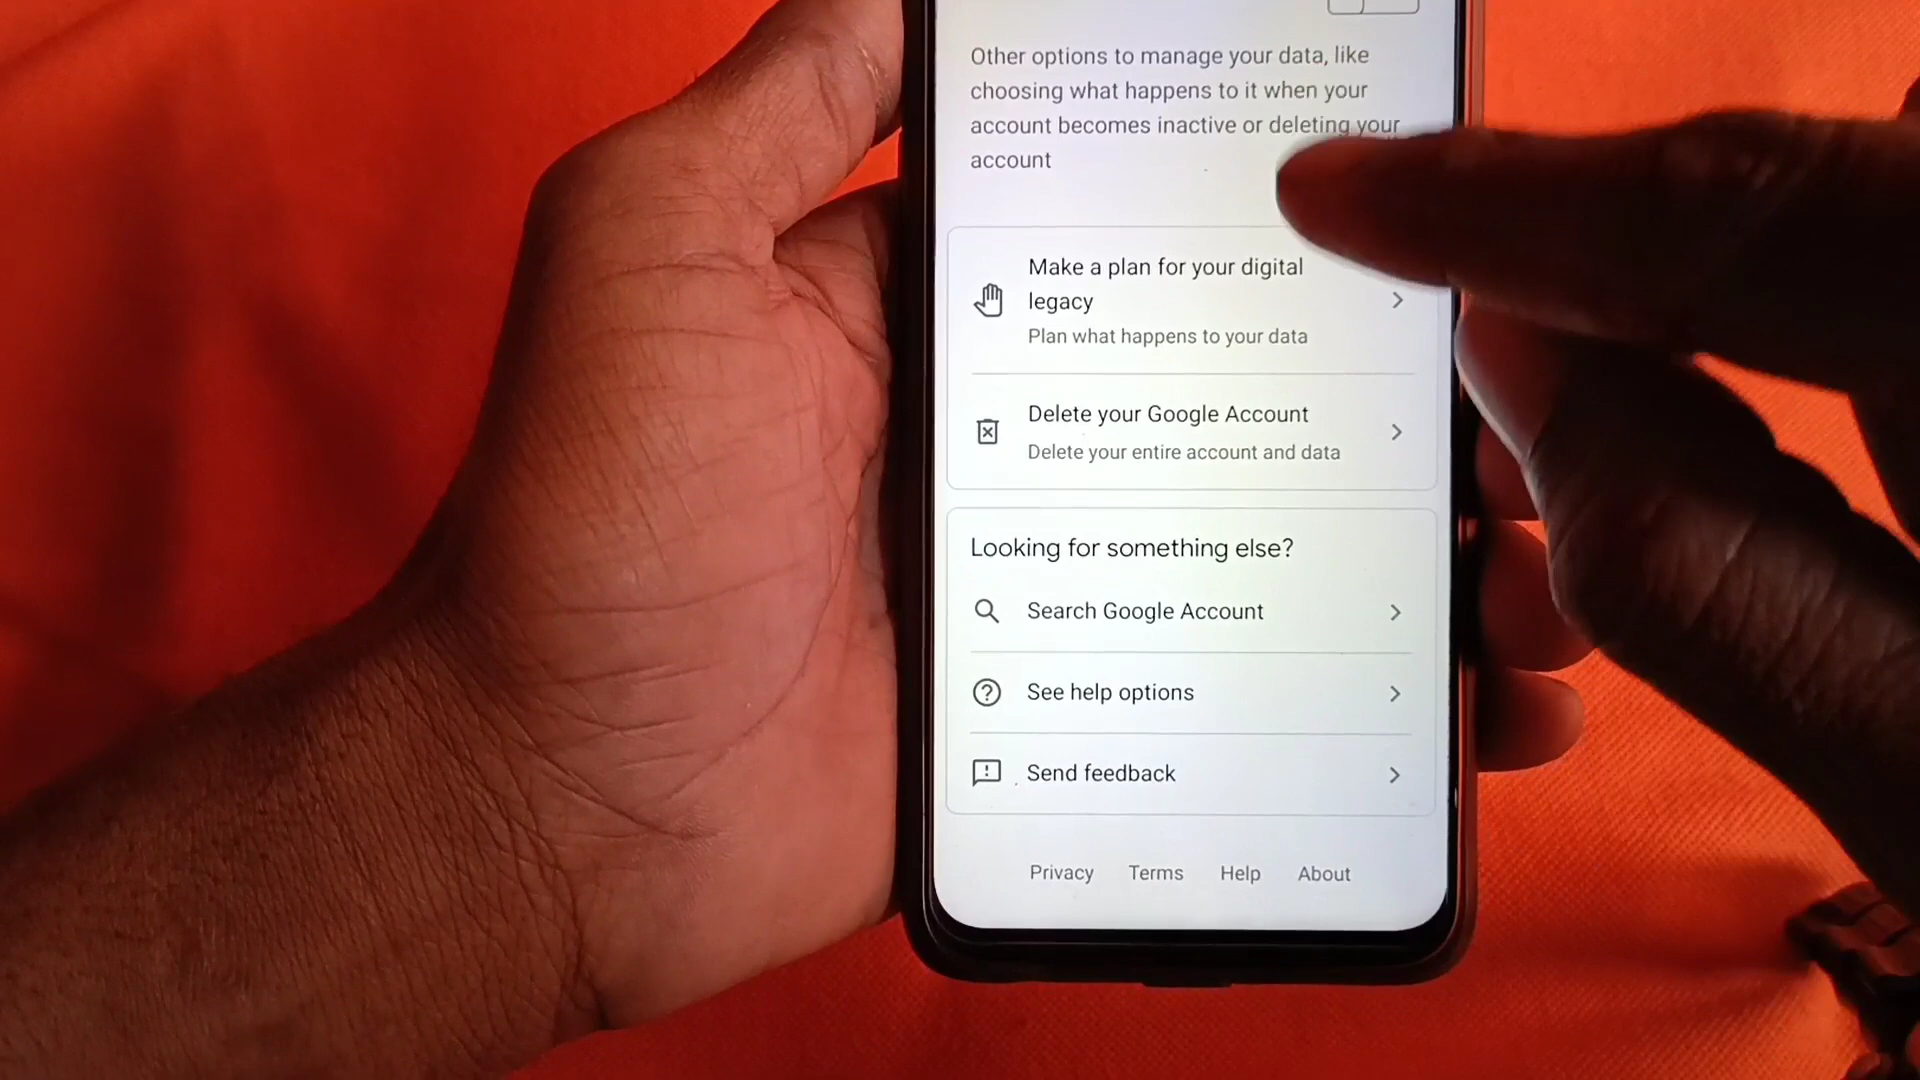 Other options to manage your data, like
choosing what happens to it when your
account becomes inactive or deleting your
account
Make a plan for your digital
legacy
Plan what happens to your data
Delete your Google Account
Delete your entire account and data
Looking for something else?
Search Google Account
See help options
Send feedback
Privacy Terms Help About